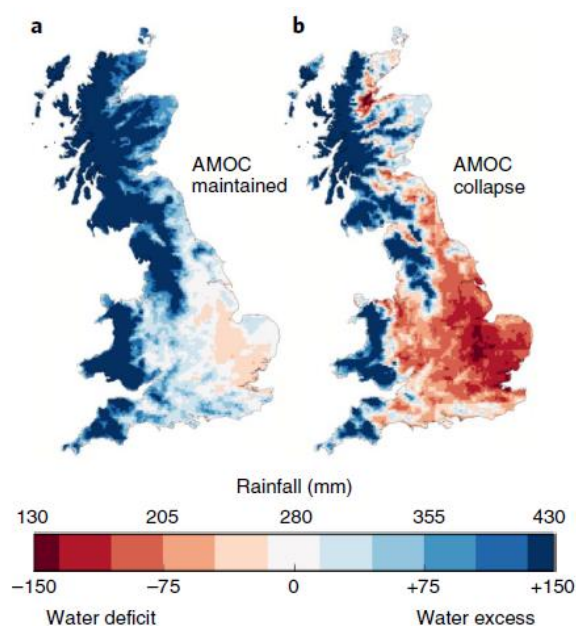 a
b
AMOC
maintained
AMOC
collapse
Rainfall (mm)
130 205 280 355 430
−150 −75 0 +75 +150
Water deficit Water excess